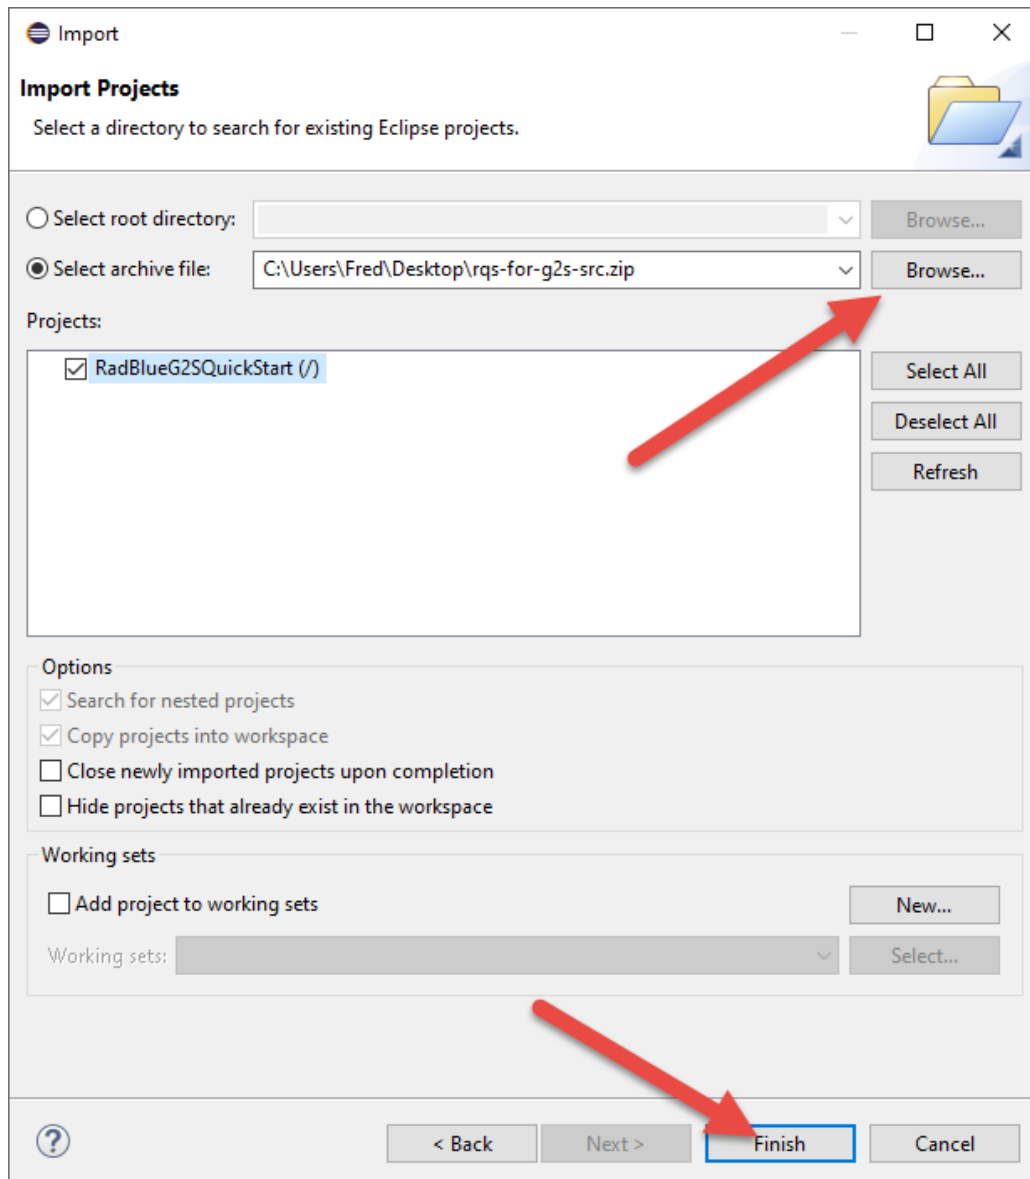 Import
Import Projects
Select a directory to search for existing Eclipse projects.
Select root directory: Browse...
Select archive file: C:\Users\Fred\Desktop\rqs-for-g2s-src.zip Browse...
Projects:
RadBlueG2SQuickStart (/)
Select All
Deselect All
Refresh
Options
Search for nested projects
Copy projects into workspace
Close newly imported projects upon completion
Hide projects that already exist in the workspace
Working sets
Add project to working sets New...
Working sets: Select...
? < Back Next > Finish Cancel